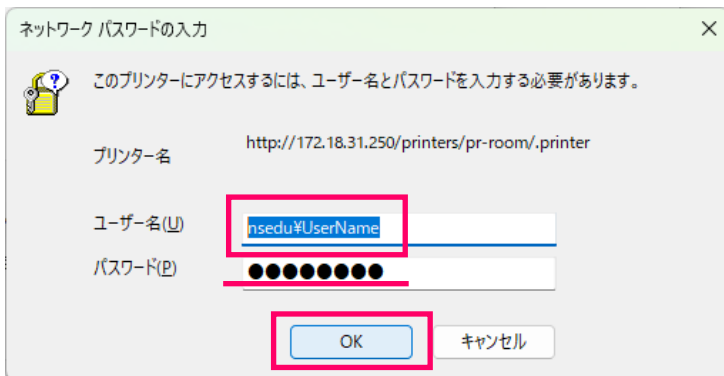 ネットワーク パスワードの入力
このプリンターにアクセスするには、ユーザー名とパスワードを入力する必要があります。
プリンター名 http://172.18.31.250/printers/pr-room/.printer
ユーザー名(U) nsedu¥UserName
パスワード(P) ●●●●●●●●
OK キャンセル